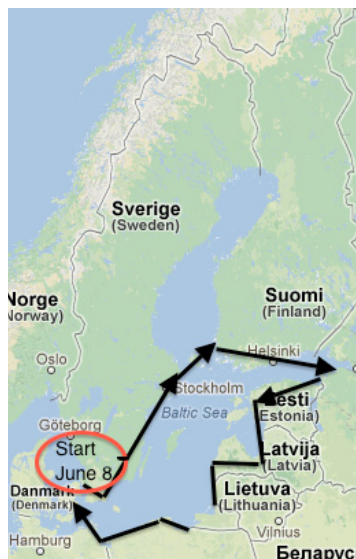 Sverige
(Sweden)
Norge
(Norway)
Suomi
(Finland)
Oslo
Helsinki
Stockholm
Baltic Sea
Eesti
(Estonia)
Göteborg
Start
June 8
Latvija
(Latvia)
Danmark
(Denmark)
Lietuva
(Lithuania)
Vilnius
Hamburg
Беларус